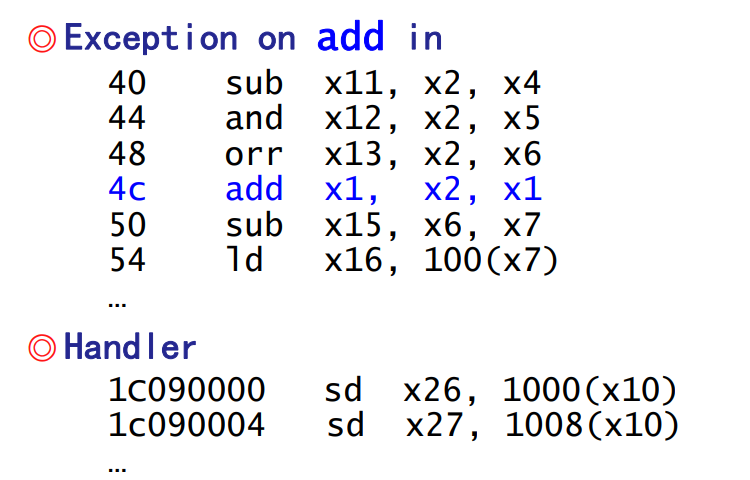 ◎ Exception on add in
40 sub x11, x2, x4
44 and x12, x2, x5
48 orr x13, x2, x6
4c add x1, x2, x1
50 sub x15, x6, x7
54 ld x16, 100(x7)
…
◎ Handler
1C090000 sd x26, 1000(x10)
1c090004 sd x27, 1008(x10)
…